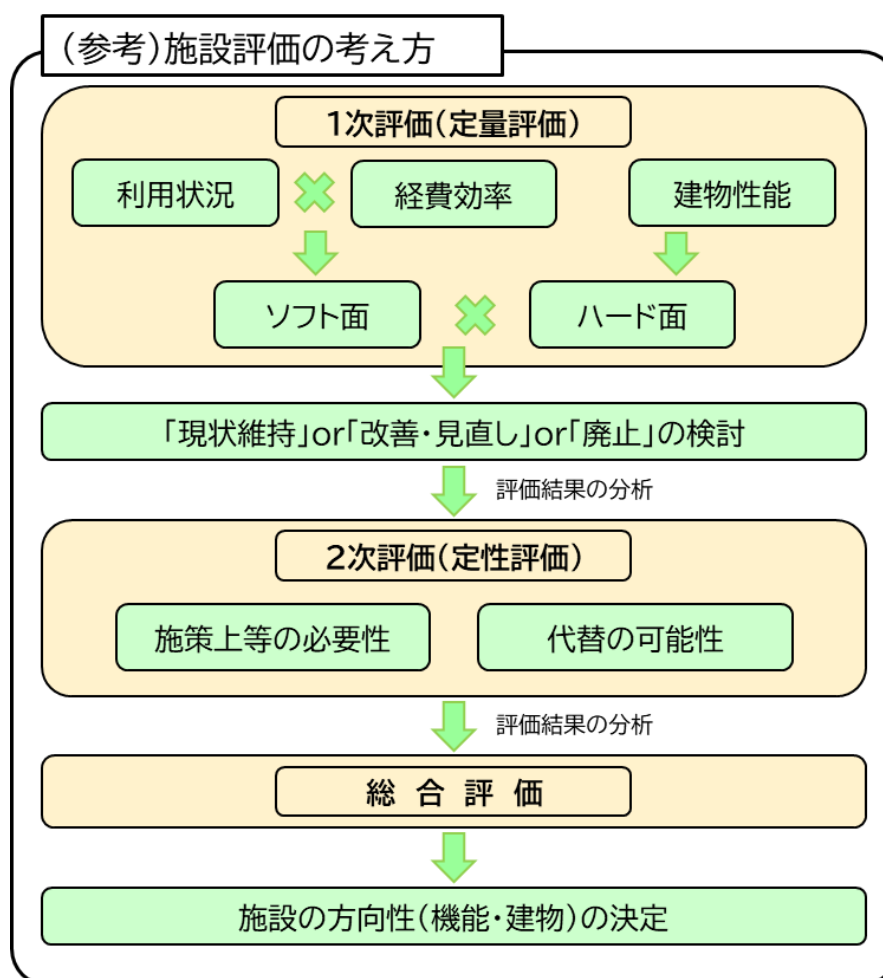 (参考)施設評価の考え方
1次評価(定量評価)
利用状況
経費効率
建物性能
ソフト面
ハード面
「現状維持」or「改善・見直し」or「廃止」の検討
評価結果の分析
2次評価(定性評価)
施策上等の必要性
代替の可能性
評価結果の分析
総合評価
施設の方向性(機能・建物)の決定